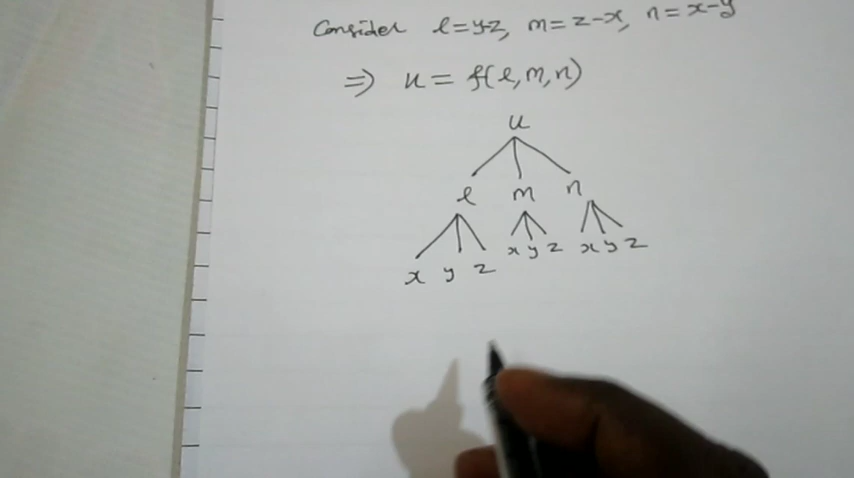 Consider l=y-z, m=z-x, n=x-y
⇒ u = f(l,m,n)
u
l m n
x y z x y z x y z